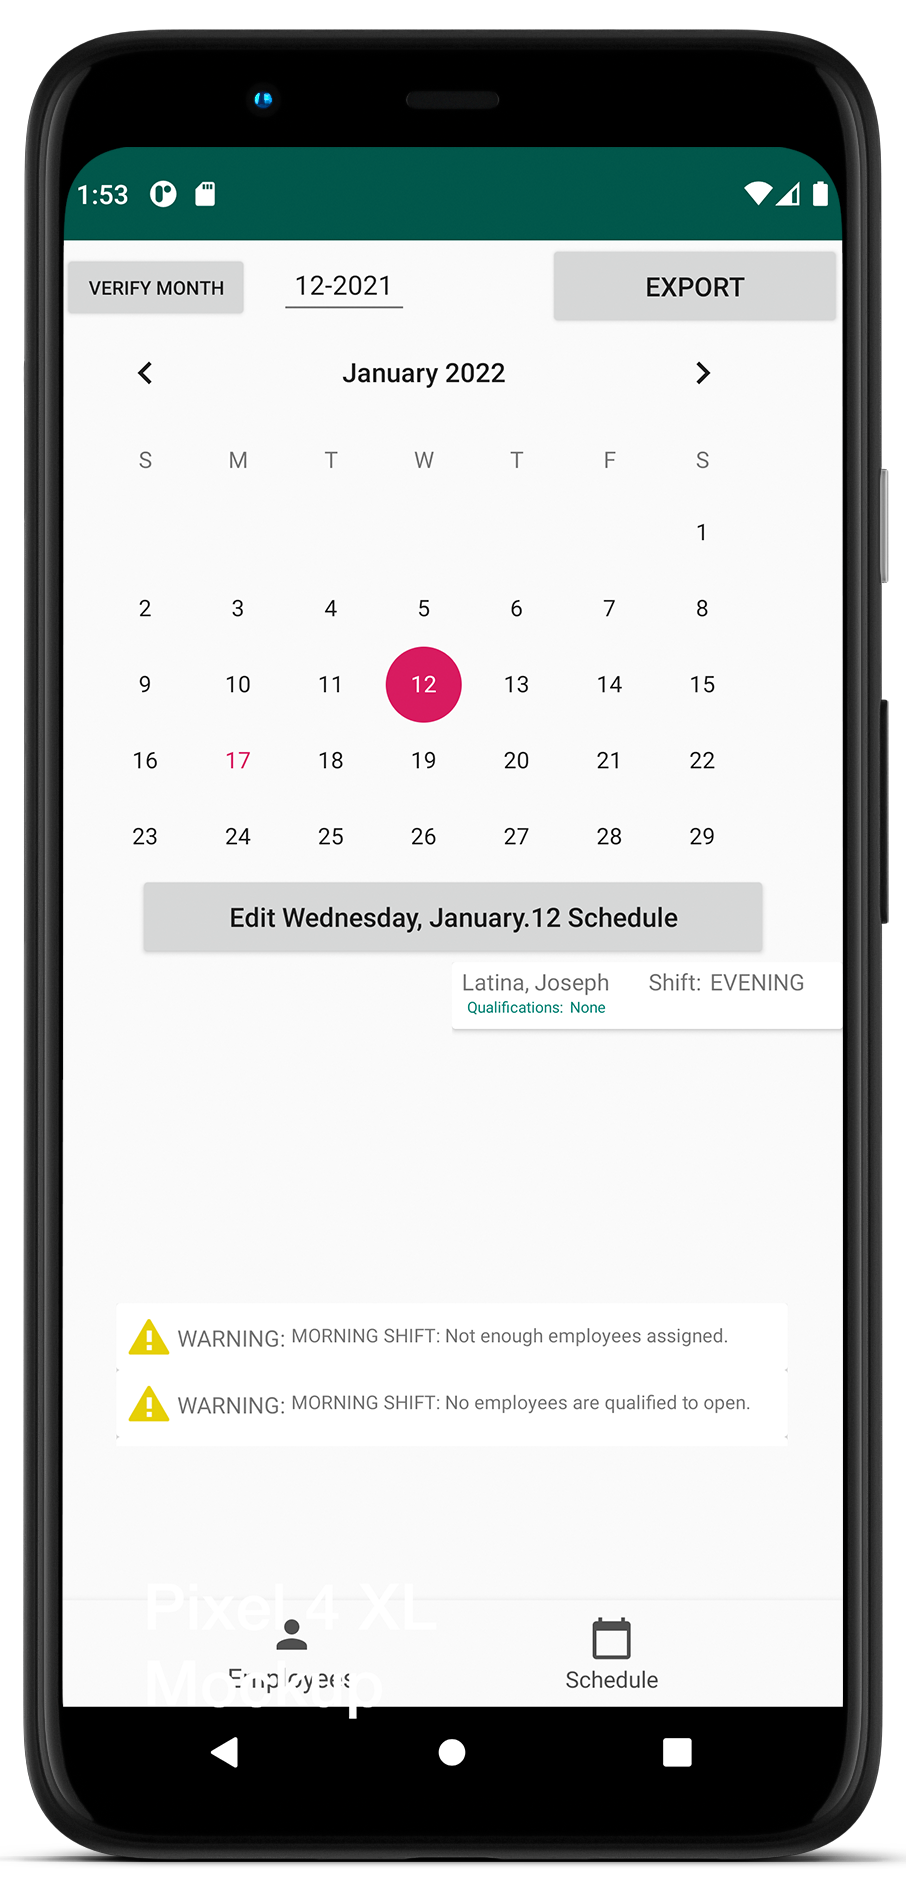 1:53
VERIFY MONTH 12-2021 EXPORT
January 2022
S M T W T F S
1
2 3 4 5 6 7 8
9 10 11 12 13 14 15
16 17 18 19 20 21 22
23 24 25 26 27 28 29
Edit Wednesday, January.12 Schedule
Latina, Joseph Shift: EVENING
Qualifications: None
WARNING: MORNING SHIFT: Not enough employees assigned.
WARNING: MORNING SHIFT: No employees are qualified to open.
Pixel 4 XL
Mockup
Employees Schedule